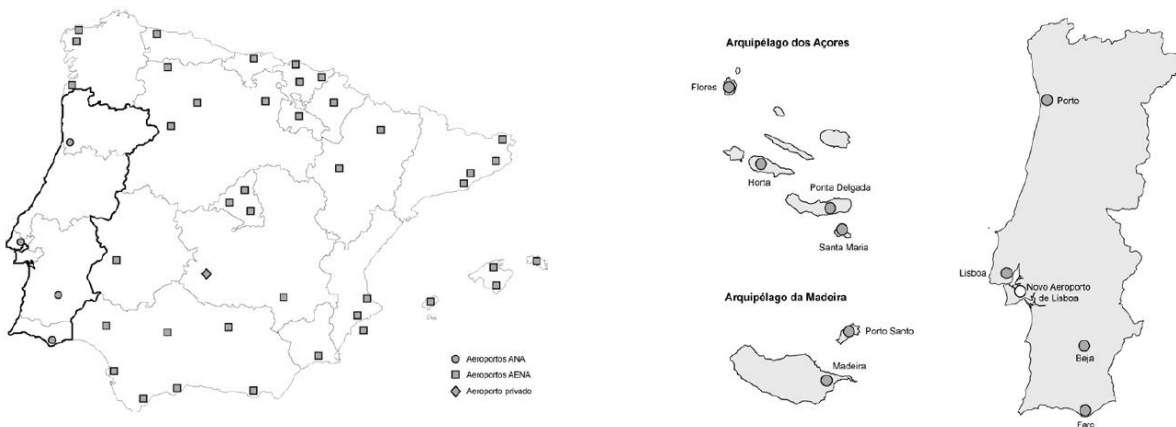 Aeroportos ANA
Aeroportos AENA
Aeroporto privado
Arquipélago dos Açores
Flores
Horta
Ponta Delgada
Santa Maria
Arquipélago da Madeira
Porto Santo
Madeira
Porto
Lisboa
Novo Aeroporto
de Lisboa
Beja
Faro